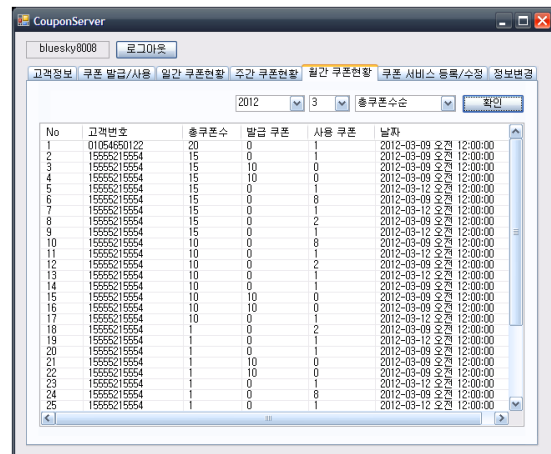 CouponServer
bluesky8008 로그아웃
고객정보 쿠폰 발급/사용 일간 쿠폰현황 주간 쿠폰현황 월간 쿠폰현황 쿠폰 서비스 등록/수정 정보변경
2012 3 총쿠폰수순 확인
No 고객번호 총쿠폰수 발급 쿠폰 사용 쿠폰 날짜
1 01054650122 20 0 1 2012-03-09 오전 12:00:00
2 15555215554 15 0 1 2012-03-09 오전 12:00:00
3 15555215554 15 10 0 2012-03-09 오전 12:00:00
4 15555215554 15 10 0 2012-03-09 오전 12:00:00
5 15555215554 15 0 1 2012-03-12 오전 12:00:00
6 15555215554 15 0 8 2012-03-09 오전 12:00:00
7 15555215554 15 0 1 2012-03-12 오전 12:00:00
8 15555215554 15 0 2 2012-03-09 오전 12:00:00
9 15555215554 15 0 1 2012-03-12 오전 12:00:00
10 15555215554 10 0 8 2012-03-09 오전 12:00:00
11 15555215554 10 0 1 2012-03-12 오전 12:00:00
12 15555215554 10 0 2 2012-03-09 오전 12:00:00
13 15555215554 10 0 1 2012-03-12 오전 12:00:00
14 15555215554 10 0 1 2012-03-09 오전 12:00:00
15 15555215554 10 10 0 2012-03-09 오전 12:00:00
16 15555215554 10 10 0 2012-03-09 오전 12:00:00
17 15555215554 10 0 1 2012-03-12 오전 12:00:00
18 15555215554 1 0 2 2012-03-09 오전 12:00:00
19 15555215554 1 0 1 2012-03-12 오전 12:00:00
20 15555215554 1 0 1 2012-03-09 오전 12:00:00
21 15555215554 1 10 0 2012-03-09 오전 12:00:00
22 15555215554 1 10 0 2012-03-09 오전 12:00:00
23 15555215554 1 0 1 2012-03-12 오전 12:00:00
24 15555215554 1 0 8 2012-03-09 오전 12:00:00
25 15555215554 1 0 1 2012-03-12 오전 12:00:00